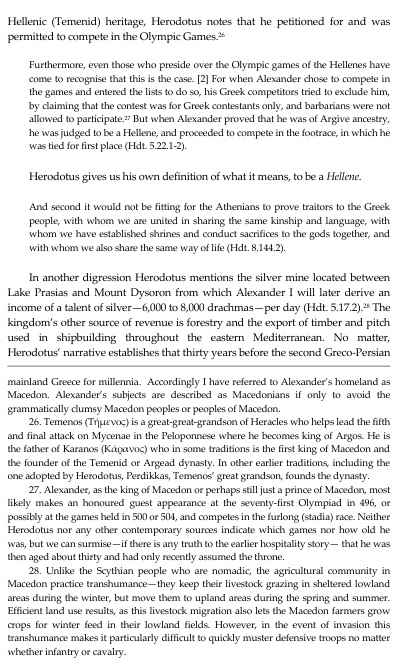 Hellenic (Temenid) heritage, Herodotus notes that he petitioned for and was
permitted to compete in the Olympic Games.²⁶
Furthermore, even those who preside over the Olympic games of the Hellenes have
come to recognise that this is the case. [2] For when Alexander chose to compete in
the games and entered the lists to do so, his Greek competitors tried to exclude him,
by claiming that the contest was for Greek contestants only, and barbarians were not
allowed to participate.²⁷ But when Alexander proved that he was of Argive ancestry,
he was judged to be a Hellene, and proceeded to compete in the footrace, in which he
was tied for first place (Hdt. 5.22.1-2).
Herodotus gives us his own definition of what it means, to be a Hellene.
And second it would not be fitting for the Athenians to prove traitors to the Greek
people, with whom we are united in sharing the same kinship and language, with
whom we have established shrines and conduct sacrifices to the gods together, and
with whom we also share the same way of life (Hdt. 8.144.2).
In another digression Herodotus mentions the silver mine located between
Lake Prasias and Mount Dysoron from which Alexander I will later derive an
income of a talent of silver—6,000 to 8,000 drachmas—per day (Hdt. 5.17.2).²⁸ The
kingdom's other source of revenue is forestry and the export of timber and pitch
used in shipbuilding throughout the eastern Mediterranean. No matter,
Herodotus' narrative establishes that thirty years before the second Greco-Persian
mainland Greece for millennia. Accordingly I have referred to Alexander's homeland as
Macedon. Alexander's subjects are described as Macedonians if only to avoid the
grammatically clumsy Macedon peoples or peoples of Macedon.
26. Temenos (Τήμενος) is a great-great-grandson of Heracles who helps lead the fifth
and final attack on Mycenae in the Peloponnese where he becomes king of Argos. He is
the father of Karanos (Κάρανος) who in some traditions is the first king of Macedon and
the founder of the Temenid or Argead dynasty. In other earlier traditions, including the
one adopted by Herodotus, Perdikkas, Temenos' great grandson, founds the dynasty.
27. Alexander, as the king of Macedon or perhaps still just a prince of Macedon, most
likely makes an honoured guest appearance at the seventy-first Olympiad in 496, or
possibly at the games held in 500 or 504, and competes in the furlong (stadia) race. Neither
Herodotus nor any other contemporary sources indicate which games nor how old he
was, but we can surmise—if there is any truth to the earlier hospitality story— that he was
then aged about thirty and had only recently assumed the throne.
28. Unlike the Scythian people who are nomadic, the agricultural community in
Macedon practice transhumance—they keep their livestock grazing in sheltered lowland
areas during the winter, but move them to upland areas during the spring and summer.
Efficient land use results, as this livestock migration also lets the Macedon farmers grow
crops for winter feed in their lowland fields. However, in the event of invasion this
transhumance makes it particularly difficult to quickly muster defensive troops no matter
whether infantry or cavalry.